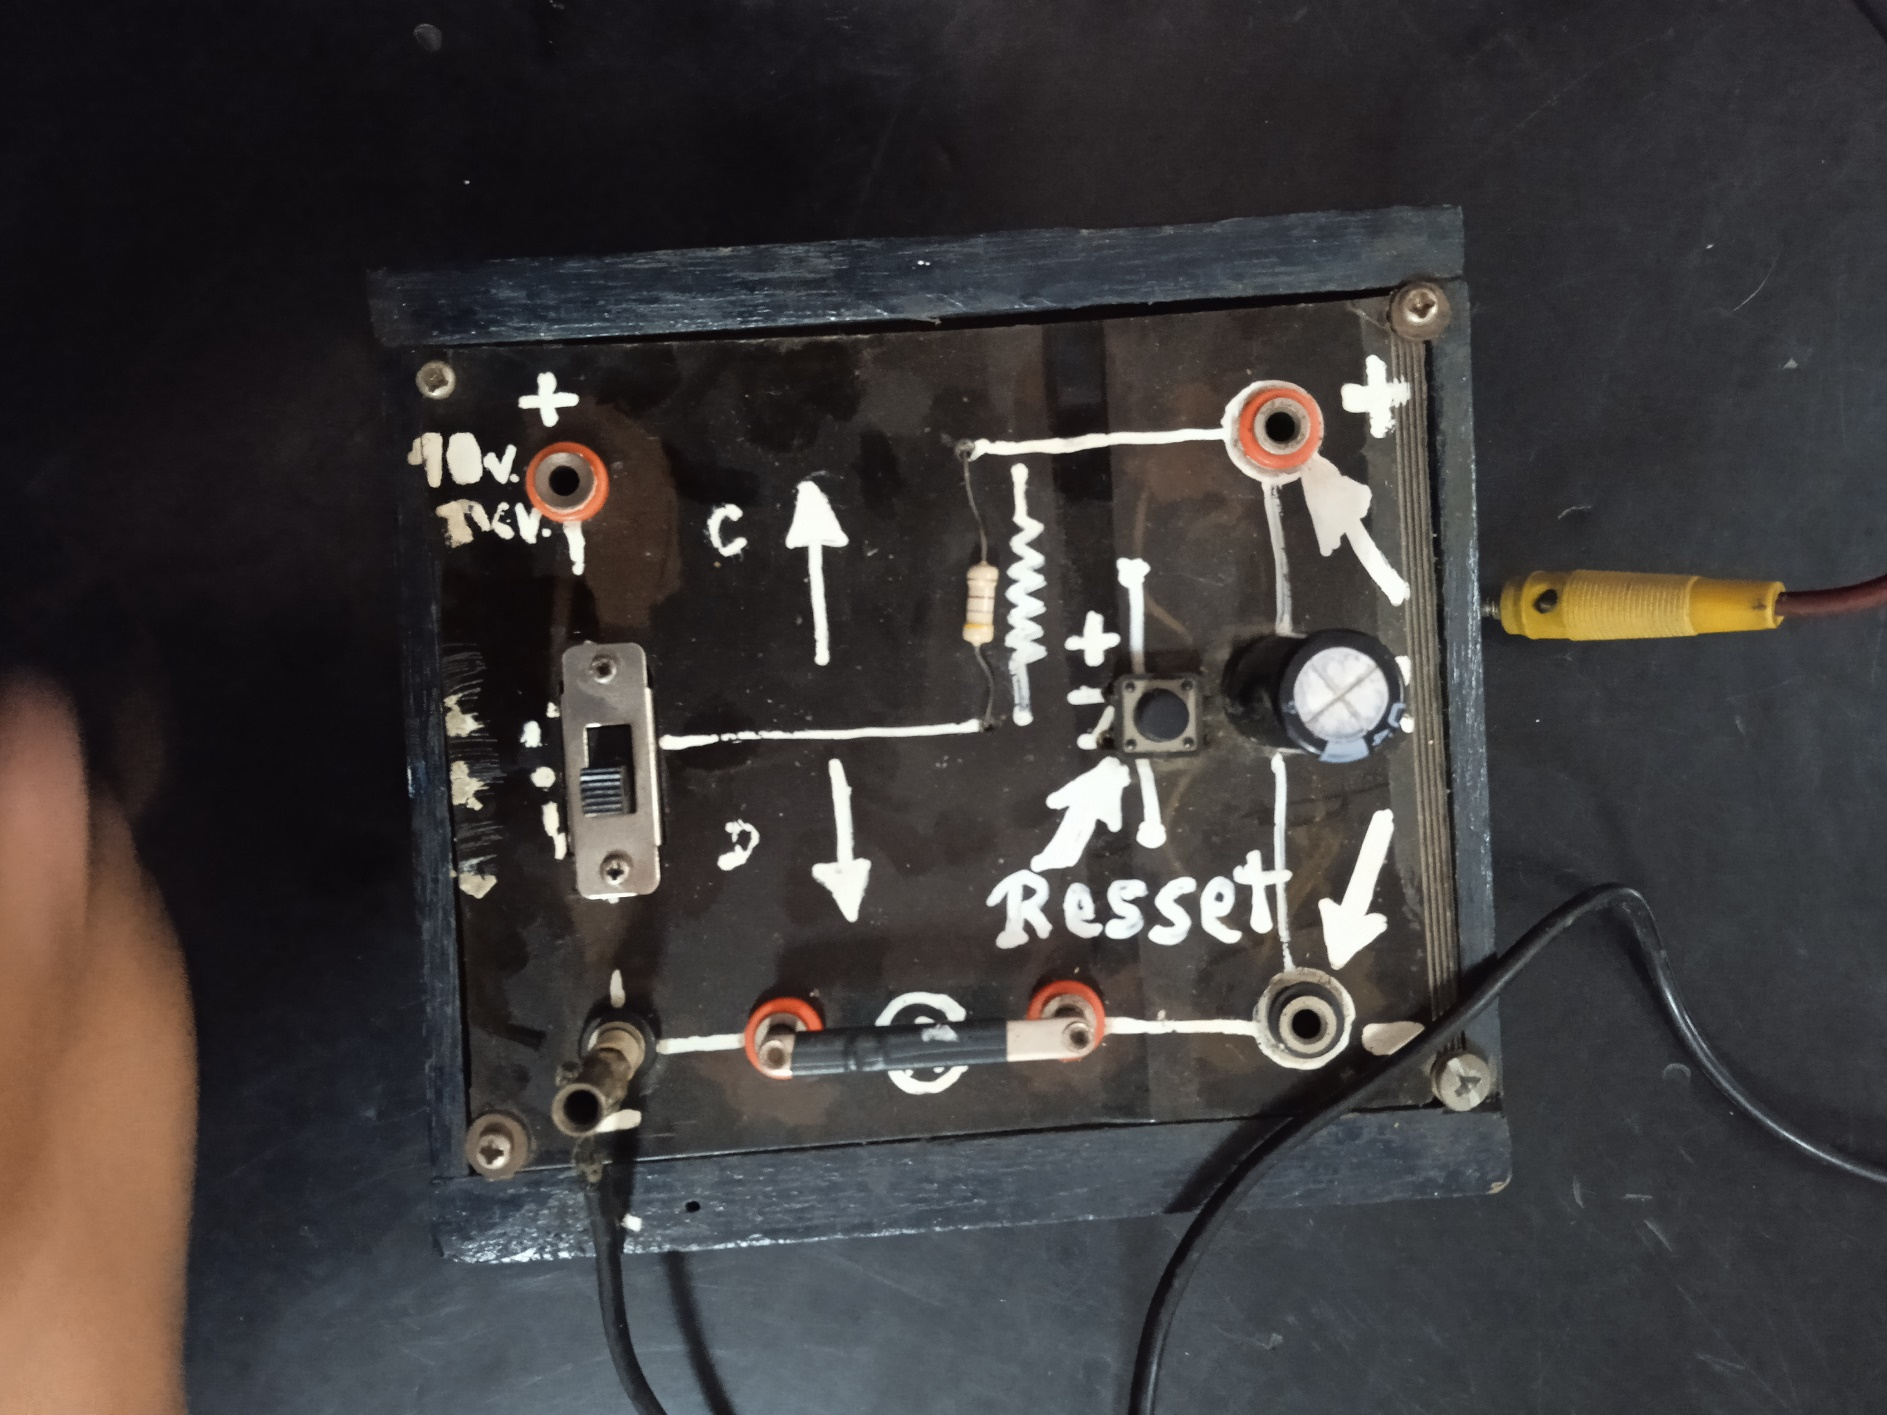 +
+
10v.
C
+
-
D
Resset
-
-